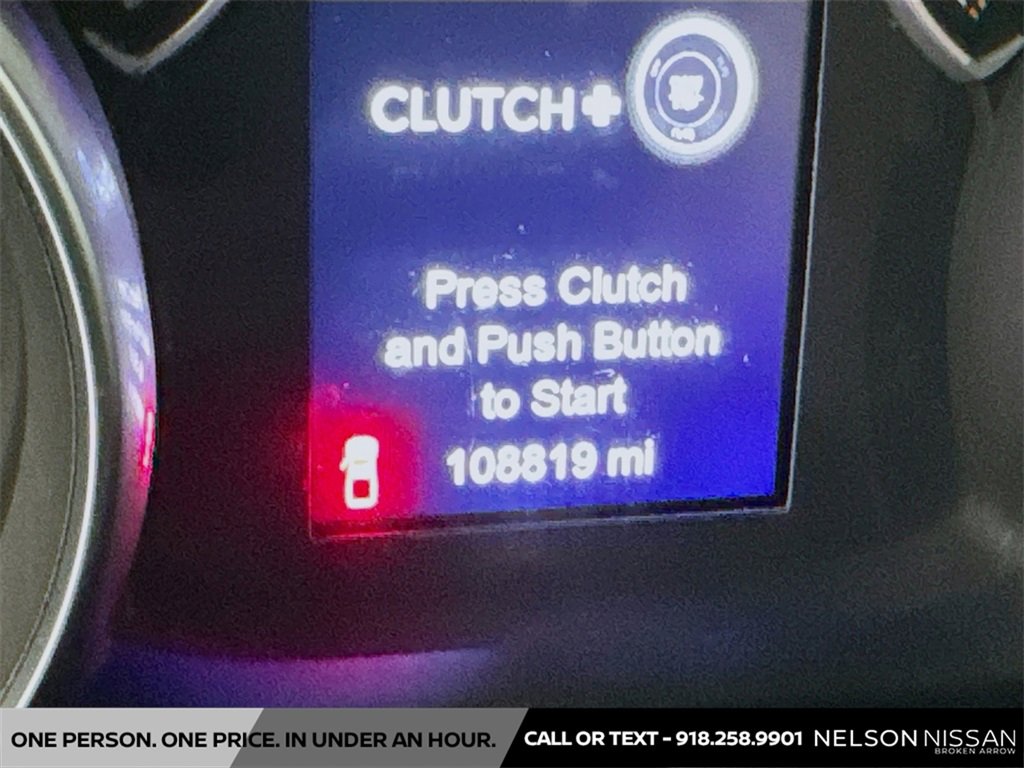 CLUTCH+
Press Clutch
and Push Button
to Start
108819 mi
ONE PERSON. ONE PRICE. IN UNDER AN HOUR.
CALL OR TEXT - 918.258.9901
NELSON NISSAN
BROKEN ARROW